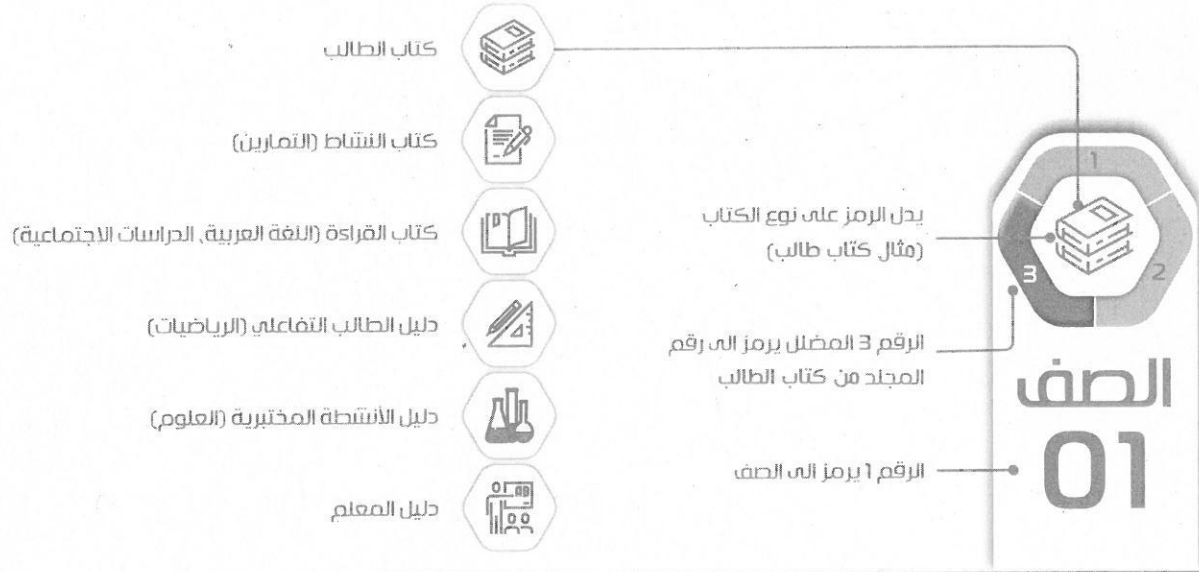 1
2
3
الصف
01
يدل الرمز على نوع الكتاب
(مثال كتاب طالب)
الرقم 3 المضلل يرمز الى رقم
المجلد من كتاب الطالب
الرقم 1 يرمز الى الصف
كتاب الطالب
كتاب النشاط (التمارين)
كتاب القراءة (اللغة العربية, الدراسات الاجتماعية)
دليل الطالب التفاعلي (الرياضيات)
دليل الأنشطة المختبرية (العلوم)
دليل المعلم